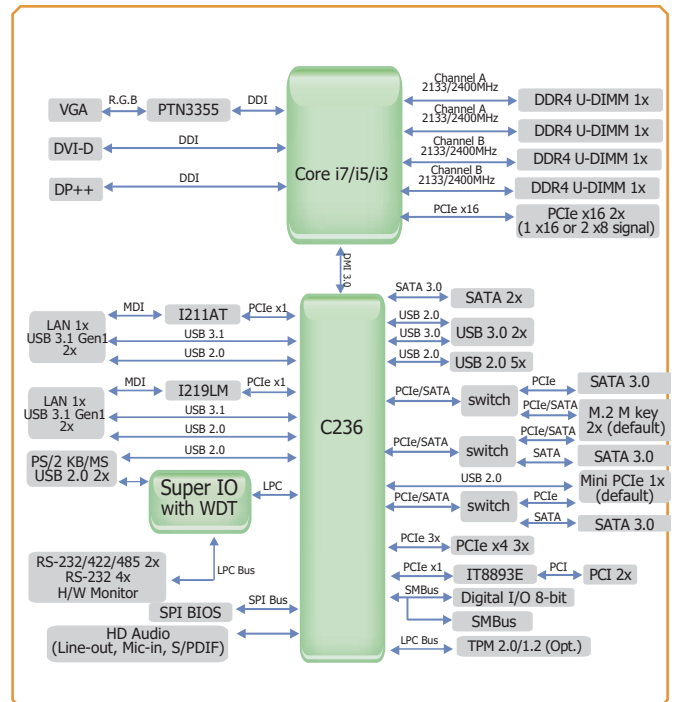 Channel A
2133/2400MHz
DDR4 U-DIMM 1x
VGA
R.G.B
PTN3355
DDI
Channel A
2133/2400MHz
DDR4 U-DIMM 1x
DVI-D
DDI
Core i7/i5/i3
Channel B
2133/2400MHz
DDR4 U-DIMM 1x
DP++
DDI
Channel B
2133/2400MHz
DDR4 U-DIMM 1x
PCIe x16
PCIe x16 2x
(1 x16 or 2 x8 signal)
DMI 3.0
LAN 1x
USB 3.1 Gen1
2x
MDI
I211AT
PCIe x1
USB 3.1
USB 2.0
LAN 1x
USB 3.1 Gen1
2x
MDI
I219LM
PCIe x1
USB 3.1
USB 2.0
PS/2 KB/MS
USB 2.0 2x
USB 2.0
Super IO
with WDT
LPC
RS-232/422/485 2x
RS-232 4x
H/W Monitor
LPC Bus
SPI BIOS
SPI Bus
HD Audio
(Line-out, Mic-in, S/PDIF)
C236
SATA 3.0
SATA 2x
USB 2.0
USB 3.0
USB 3.0 2x
USB 2.0
USB 2.0 5x
PCIe/SATA
switch
PCIe
SATA 3.0
PCIe/SATA
M.2 M key
2x (default)
PCIe/SATA
PCIe/SATA
switch
SATA
SATA 3.0
USB 2.0
Mini PCIe 1x
(default)
PCIe/SATA
switch
PCIe
SATA
SATA 3.0
PCIe 3x
PCIe x4 3x
PCIe x1
IT8893E
PCI
PCI 2x
SMBus
Digital I/O 8-bit
SMBus
LPC Bus
TPM 2.0/1.2 (Opt.)